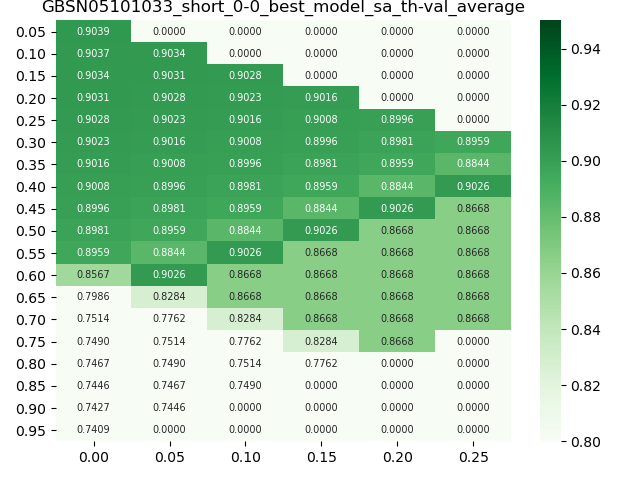 GBSN05101033_short_0-0_best_model_sa_th-val_average
0.05 0.9039 0.0000 0.0000 0.0000 0.0000 0.0000
0.10 0.9037 0.9034 0.0000 0.0000 0.0000 0.0000
0.15 0.9034 0.9031 0.9028 0.0000 0.0000 0.0000
0.20 0.9031 0.9028 0.9023 0.9016 0.0000 0.0000
0.25 0.9028 0.9023 0.9016 0.9008 0.8996 0.0000
0.30 0.9023 0.9016 0.9008 0.8996 0.8981 0.8959
0.35 0.9016 0.9008 0.8996 0.8981 0.8959 0.8844
0.40 0.9008 0.8996 0.8981 0.8959 0.8844 0.9026
0.45 0.8996 0.8981 0.8959 0.8844 0.9026 0.8668
0.50 0.8981 0.8959 0.8844 0.9026 0.8668 0.8668
0.55 0.8959 0.8844 0.9026 0.8668 0.8668 0.8668
0.60 0.8567 0.9026 0.8668 0.8668 0.8668 0.8668
0.65 0.7986 0.8284 0.8668 0.8668 0.8668 0.8668
0.70 0.7514 0.7762 0.8284 0.8668 0.8668 0.8668
0.75 0.7490 0.7514 0.7762 0.8284 0.8668 0.0000
0.80 0.7467 0.7490 0.7514 0.7762 0.0000 0.0000
0.85 0.7446 0.7467 0.7490 0.0000 0.0000 0.0000
0.90 0.7427 0.7446 0.0000 0.0000 0.0000 0.0000
0.95 0.7409 0.0000 0.0000 0.0000 0.0000 0.0000
0.00 0.05 0.10 0.15 0.20 0.25
0.94
0.92
0.90
0.88
0.86
0.84
0.82
0.80